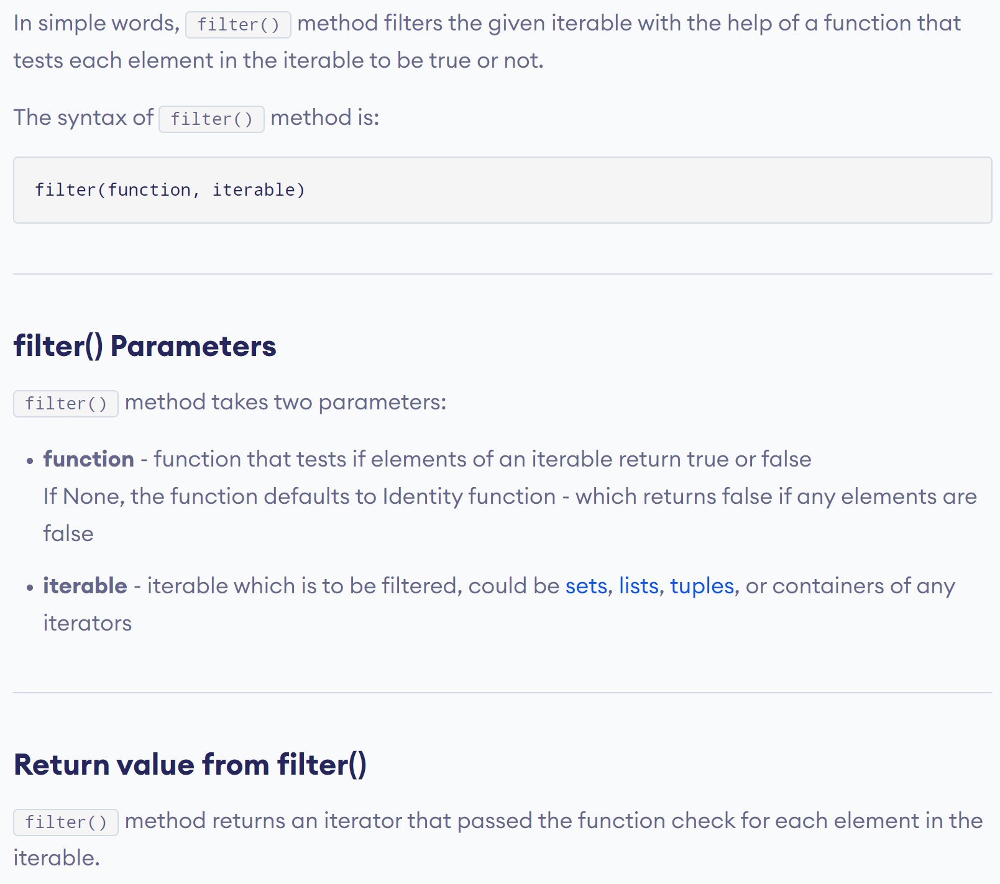 In simple words, filter() method filters the given iterable with the help of a function that
tests each element in the iterable to be true or not.
The syntax of filter() method is:
filter(function, iterable)
filter() Parameters
filter() method takes two parameters:
• function - function that tests if elements of an iterable return true or false
If None, the function defaults to Identity function - which returns false if any elements are
false
• iterable - iterable which is to be filtered, could be sets, lists, tuples, or containers of any
iterators
Return value from filter()
filter() method returns an iterator that passed the function check for each element in the
iterable.